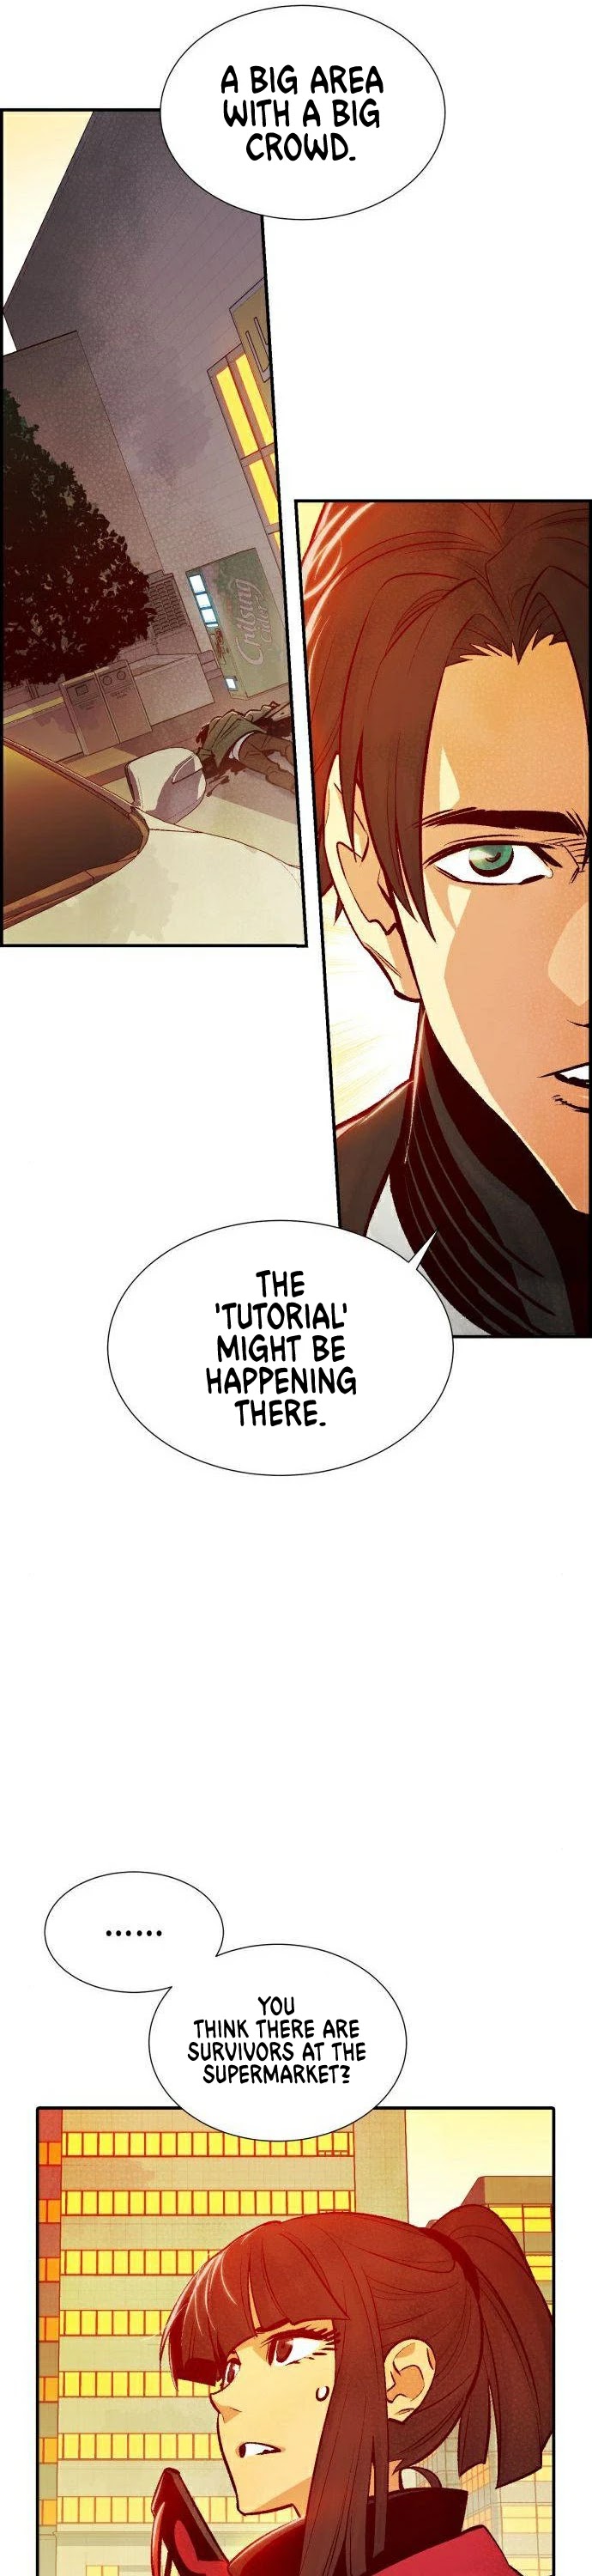 A BIG AREA
WITH A BIG
CROWD.
THE
'TUTORIAL'
MIGHT BE
HAPPENING
THERE.
......
YOU
THINK THERE ARE
SURVIVORS AT THE
SUPERMARKET?